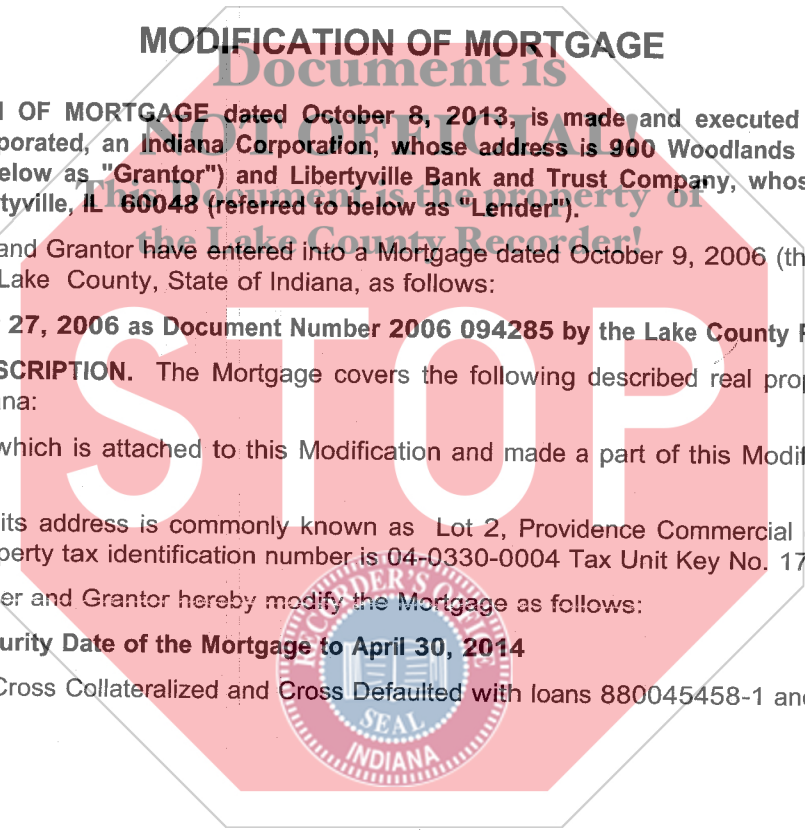 MODIFICATION OF MORTGAGE
Document is
I OF MORTGAGE dated October 8, 2013, is made and executed
NOT OFFICIAL!
porated, an Indiana Corporation, whose address is 900 Woodlands
elow as "Grantor") and Libertyville Bank and Trust Company, whos
This Document is the property of
tyville, IL 60048 (referred to below as "Lender").
the Lake County Recorder!
and Grantor have entered into a Mortgage dated October 9, 2006 (th
Lake County, State of Indiana, as follows:
27, 2006 as Document Number 2006 094285 by the Lake County
STOP
SCRIPTION. The Mortgage covers the following described real prop
ana:
which is attached to this Modification and made a part of this Modif
its address is commonly known as Lot 2, Providence Commercial
perty tax identification number is 04-0330-0004 Tax Unit Key No. 17
er and Grantor hereby modify the Mortgage as follows:
urity Date of the Mortgage to April 30, 2014
Cross Collateralized and Cross Defaulted with loans 880045458-1 and
RECORDER'S OFFICE
SEAL
INDIANA